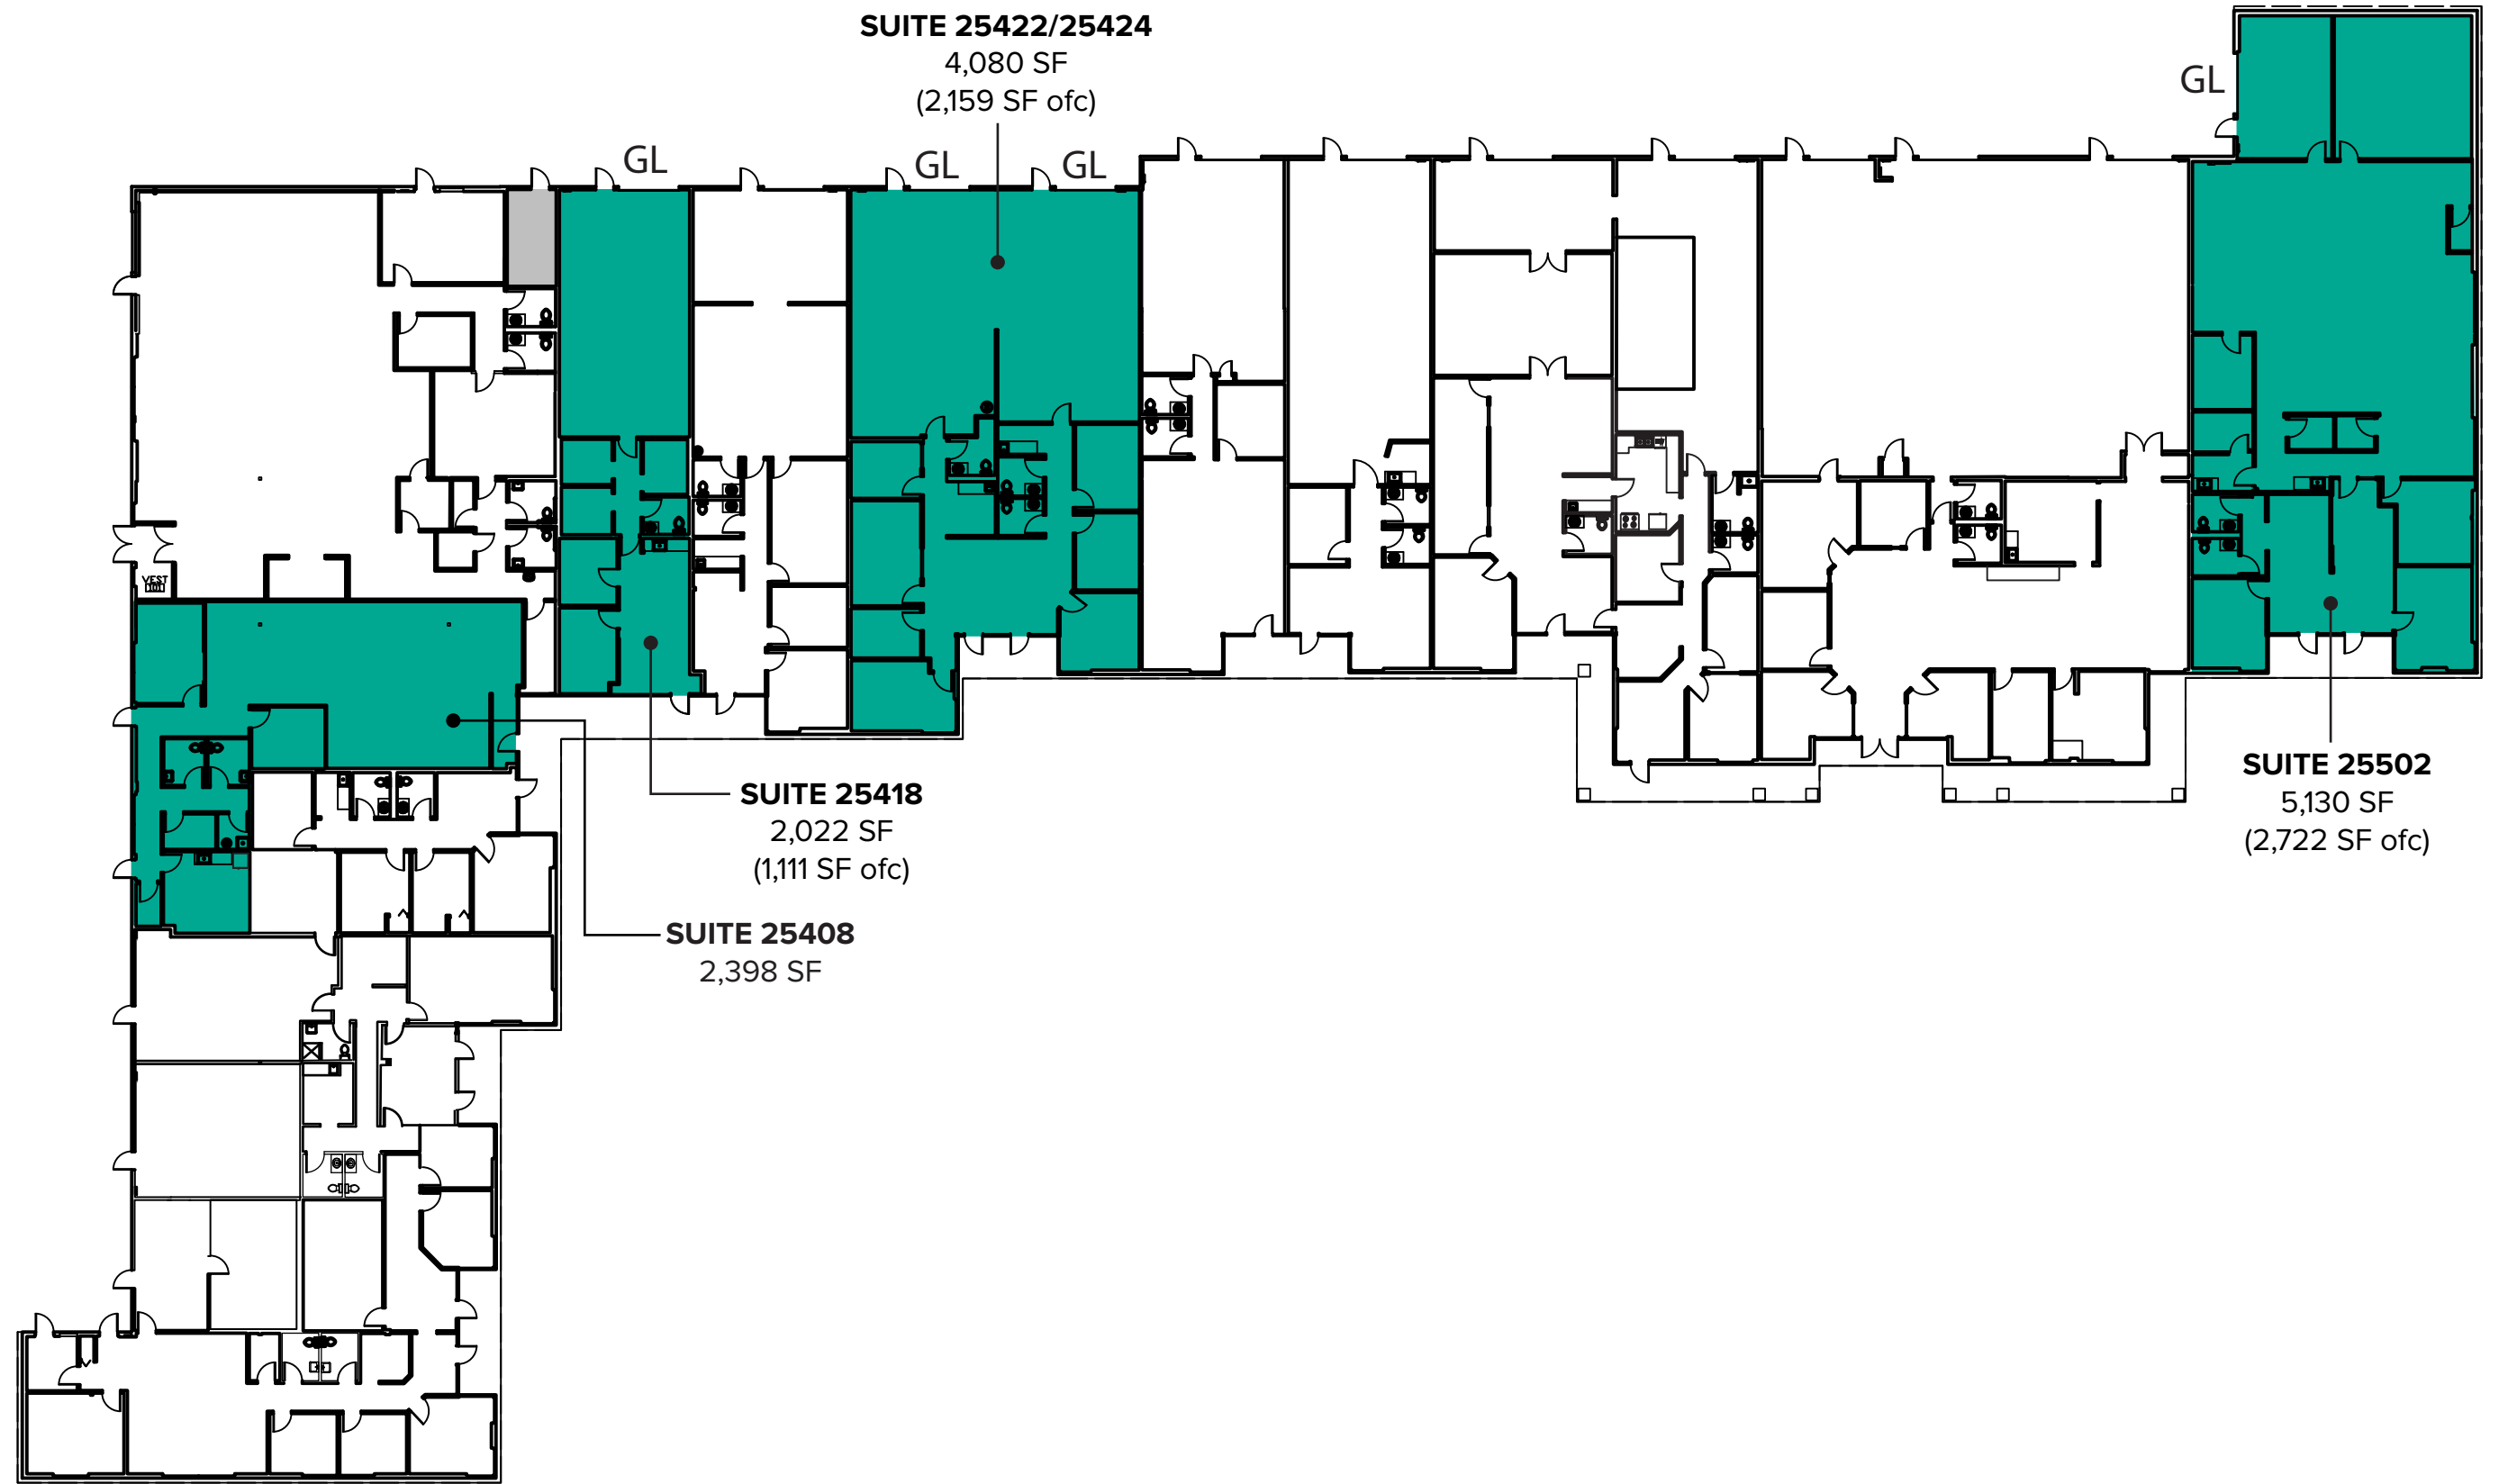 SUITE 25422/25424
4,080 SF
(2,159 SF ofc)
GL
GL
GL
GL
VEST
101
SUITE 25418
2,022 SF
(1,111 SF ofc)
SUITE 25502
5,130 SF
(2,722 SF ofc)
SUITE 25408
2,398 SF